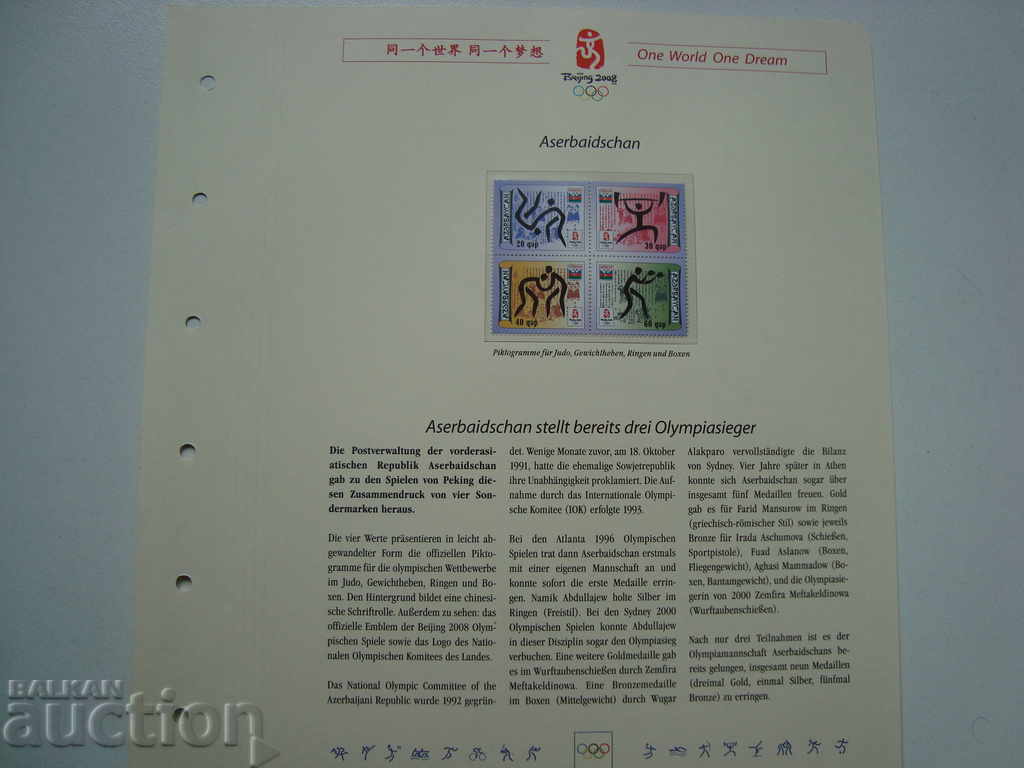 同一个世界 同一个梦想
Beijing 2008
One World One Dream
Aserbaidschan
AZƏRBAYCAN
20 qəp
AZƏRBAYCAN
30 qəp
AZƏRBAYCAN
40 qəp
AZƏRBAYCAN
60 qəp
Piktogramme für Judo, Gewichtheben, Ringen und Boxen
Aserbaidschan stellt bereits drei Olympiasieger
Die Postverwaltung der vorderasi-
atischen Republik Aserbaidschan
gab zu den Spielen von Peking die-
sen Zusammendruck von vier Son-
dermarken heraus.
Die vier Werte präsentieren in leicht ab-
gewandelter Form die offiziellen Pikto-
gramme für die olympischen Wettbewerbe
im Judo, Gewichtheben, Ringen und Bo-
xen. Den Hintergrund bildet eine chinesi-
sche Schriftrolle. Außerdem zu sehen: das
offizielle Emblem der Beijing 2008 Olym-
pischen Spiele sowie das Logo des Natio-
nalen Olympischen Komitees des Landes.
Das National Olympic Committee of the
Azerbaijani Republic wurde 1992 gegrün-
det. Wenige Monate zuvor, am 18. Oktober
1991, hatte die ehemalige Sowjetrepublik
ihre Unabhängigkeit proklamiert. Die Auf-
nahme durch das Internationale Olympi-
sche Komitee (IOK) erfolgte 1993.
Bei den Atlanta 1996 Olympischen
Spielen trat dann Aserbaidschan erstmals
mit einer eigenen Mannschaft an und
konnte sofort die erste Medaille errin-
gen. Namik Abdullajew holte Silber im
Ringen (Freistil). Bei den Sydney 2000
Olympischen Spielen konnte Abdullajew
in dieser Disziplin sogar den Olympiasieg
verbuchen. Eine weitere Goldmedaille gab
es im Wurftaubenschießen durch Zemfira
Meftakeldinowa. Eine Bronzemedaille
im Boxen (Mittelgewicht) durch Wugar
Alakparo vervollständigte die Bilanz
von Sydney. Vier Jahre später in Athen
konnte sich Aserbaidschan sogar über
insgesamt fünf Medaillen freuen. Gold
gab es für Farid Mansurow im Ringen
(griechisch-römischer Stil) sowie jeweils
Bronze für Irada Aschumova (Schießen,
Sportpistole), Fuad Aslanow (Boxen,
Fliegengewicht), Aghasi Mammadow (Bo-
xen, Bantamgewicht), und die Olympiasie-
gerin von 2000 Zemfira Meftakeldinowa
(Wurftaubenschießen).
Nach nur drei Teilnahmen ist es der
Olympiamannschaft Aserbaidschans be-
reits gelungen, insgesamt neun Medaillen
(dreimal Gold, einmal Silber, fünfmal
Bronze) zu erringen.
BALKAN
auction